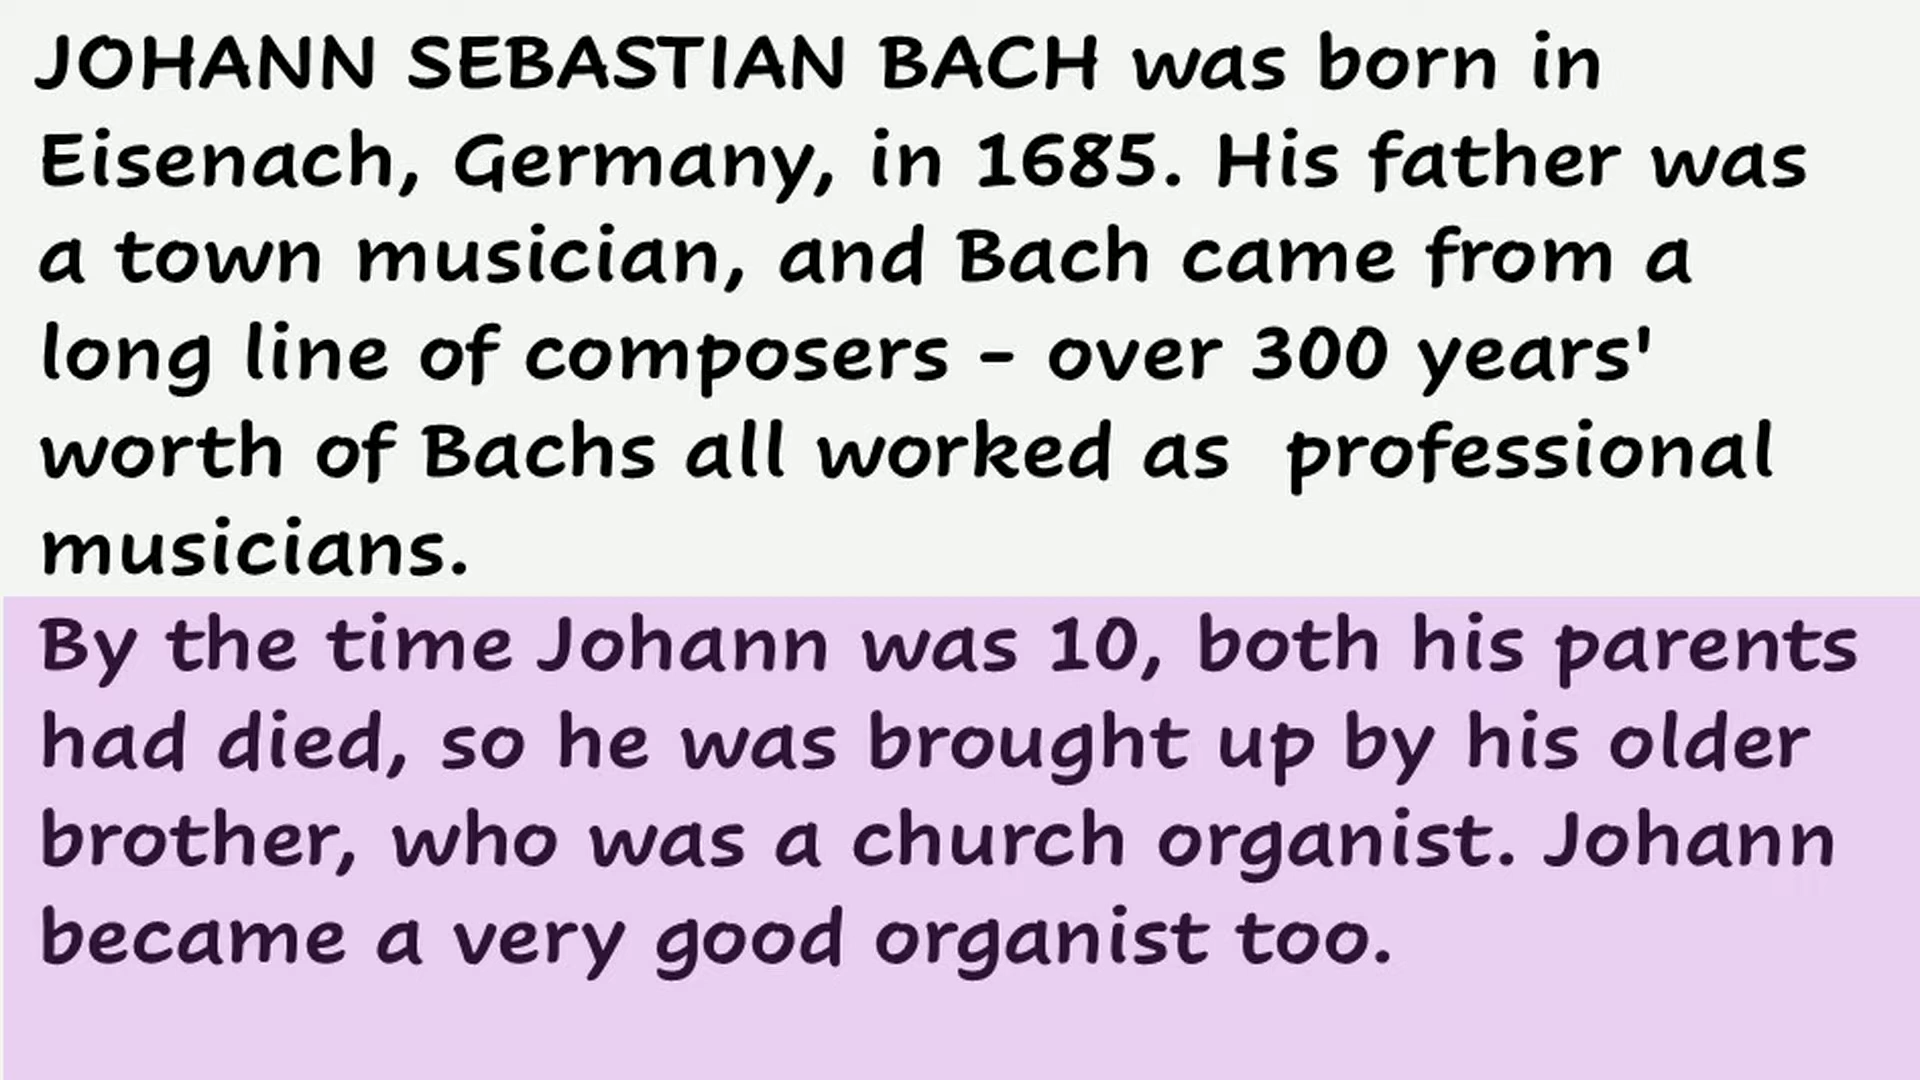 JOHANN SEBASTIAN BACH was born in
Eisenach, Germany, in 1685. His father was
a town musician, and Bach came from a
long line of composers – over 300 years'
worth of Bachs all worked as  professional
musicians.
By the time Johann was 10, both his parents
had died, so he was brought up by his older
brother, who was a church organist. Johann
became a very good organist too.